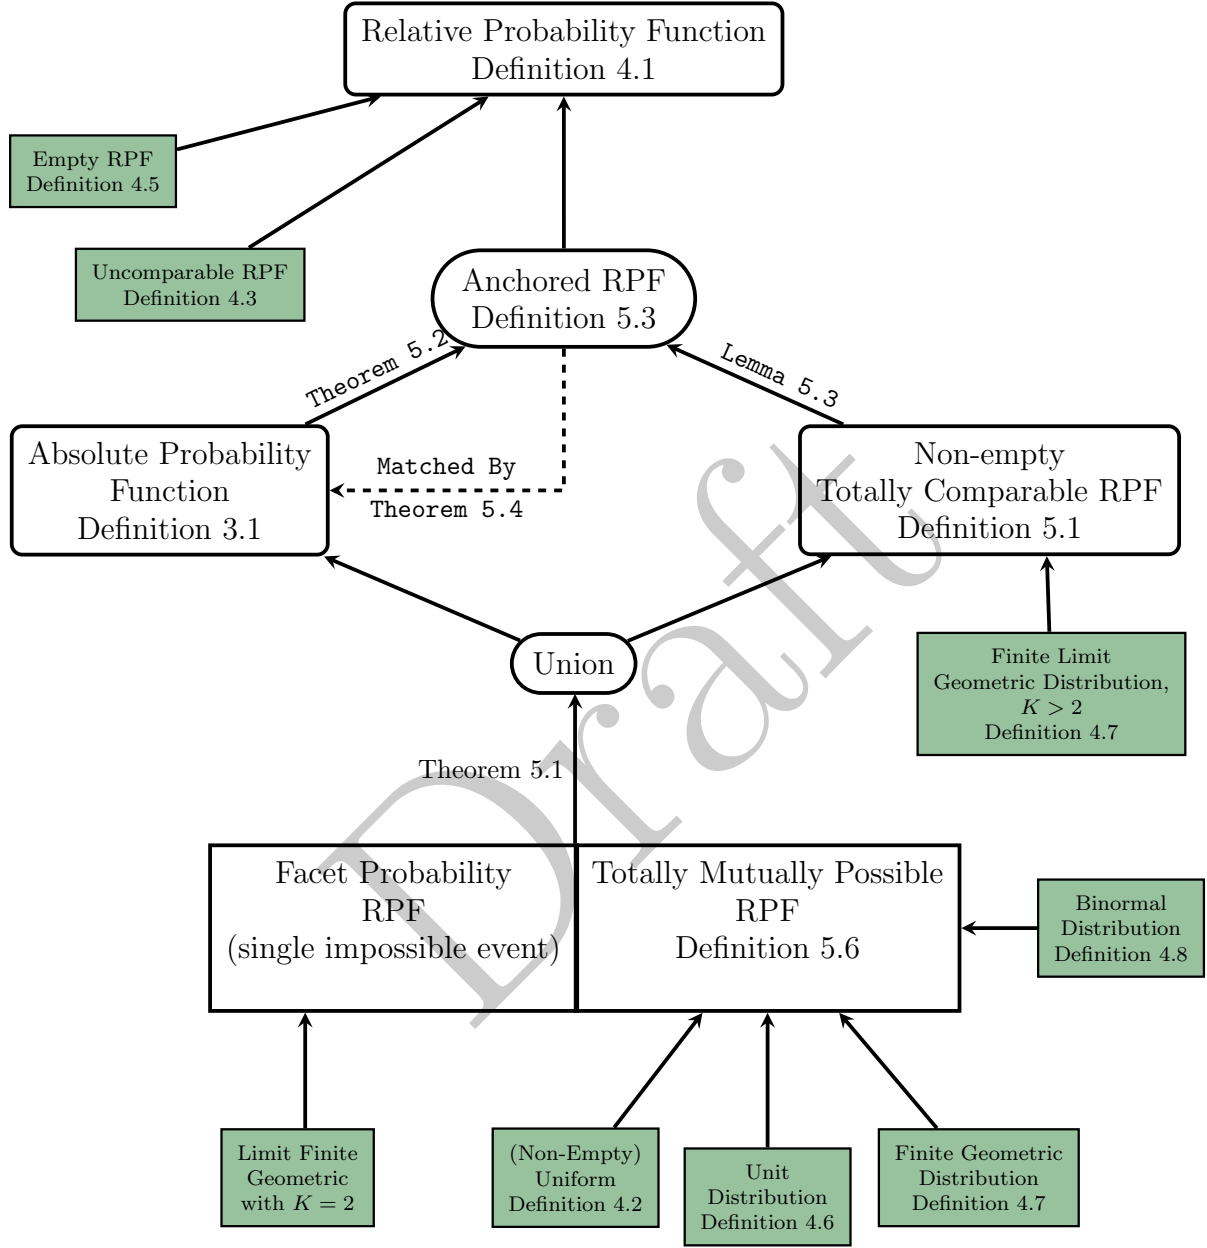 Relative Probability Function
Definition 4.1
Empty RPF
Definition 4.5
Uncomparable RPF
Definition 4.3
Anchored RPF
Definition 5.3
Theorem 5.2
Lemma 5.3
Absolute Probability
Function
Definition 3.1
Matched By
Theorem 5.4
Non-empty
Totally Comparable RPF
Definition 5.1
Union
Finite Limit
Geometric Distribution,
K > 2
Definition 4.7
Theorem 5.1
Draft
Facet Probability
RPF
(single impossible event)
Totally Mutually Possible
RPF
Definition 5.6
Binormal
Distribution
Definition 4.8
Limit Finite
Geometric
with K = 2
(Non-Empty)
Uniform
Definition 4.2
Unit
Distribution
Definition 4.6
Finite Geometric
Distribution
Definition 4.7